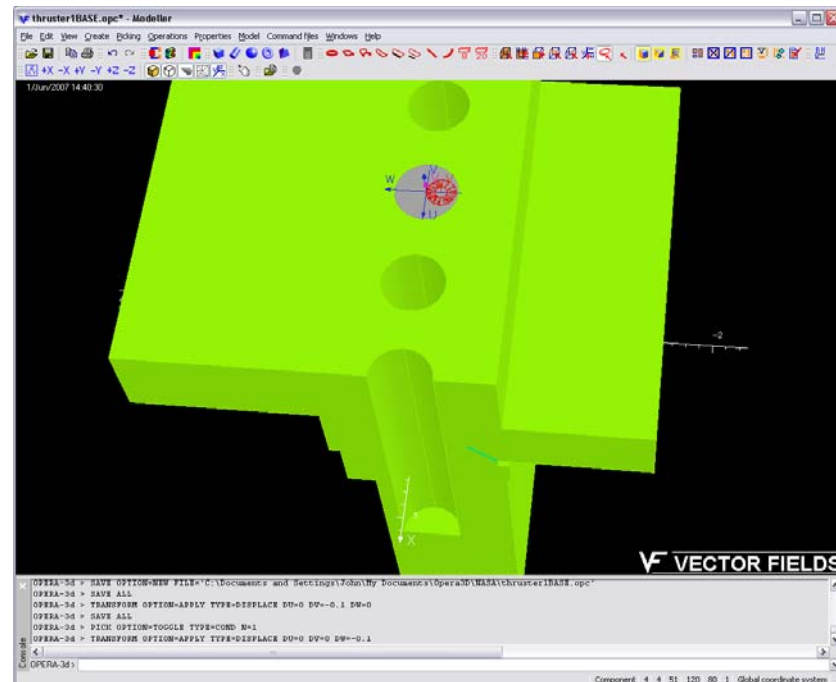 thruster1BASE.opc* - Modeller
File Edit View Create Picking Operations Properties Model Command files Windows Help
+X -X +Y -Y +Z -Z
1/Jun/2007 14:40:30
V
W
U
-2
X
VF VECTOR FIELDS
OPERA-3d > SAVE OPTION=NEW FILE='C:\Documents and Settings\John\My Documents\Opera3D\NASA\thruster1BASE.opc'
OPERA-3d > SAVE ALL
OPERA-3d > TRANSFORM OPTION=APPLY TYPE=DISPLACE DU=0 DV=-0.1 DW=0
OPERA-3d > SAVE ALL
OPERA-3d > PICK OPTION=TOGGLE TYPE=COND N=1
OPERA-3d > TRANSFORM OPTION=APPLY TYPE=DISPLACE DU=0 DV=0 DW=-0.1
Console
OPERA-3d >
Component 4 4 51 120 80 1 Global coordinate system